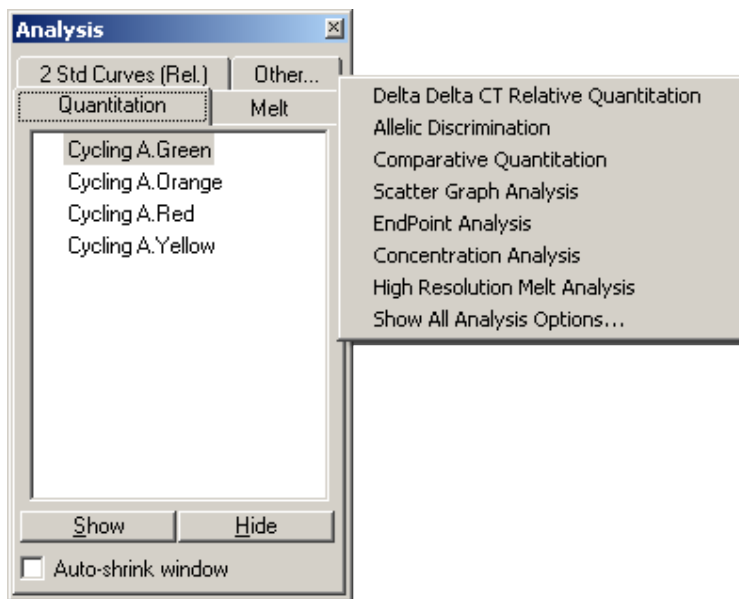 Analysis
2 Std Curves (Rel.) Other...
Quantitation Melt
Cycling A.Green
Cycling A.Orange
Cycling A.Red
Cycling A.Yellow
Show Hide
Auto-shrink window
Delta Delta CT Relative Quantitation
Allelic Discrimination
Comparative Quantitation
Scatter Graph Analysis
EndPoint Analysis
Concentration Analysis
High Resolution Melt Analysis
Show All Analysis Options...